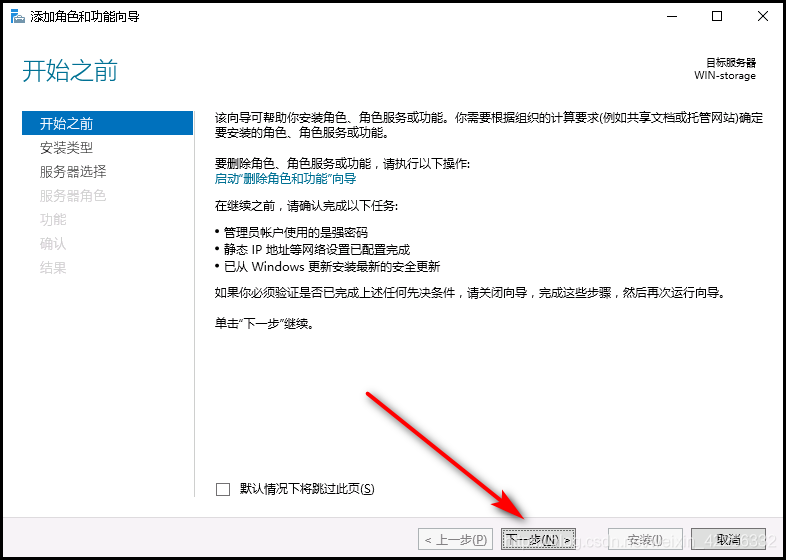 添加角色和功能向导
开始之前
目标服务器
WIN-storage
开始之前
安装类型
服务器选择
服务器角色
功能
确认
结果
该向导可帮助你安装角色、角色服务或功能。你需要根据组织的计算要求(例如共享文档或托管网站)确定
要安装的角色、角色服务或功能。
要删除角色、角色服务或功能，请执行以下操作:
启动"删除角色和功能"向导
在继续之前，请确认完成以下任务:
• 管理员帐户使用的是强密码
• 静态 IP 地址等网络设置已配置完成
• 已从 Windows 更新安装最新的安全更新
如果你必须验证是否已完成上述任何先决条件，请关闭向导，完成这些步骤，然后再次运行向导。
单击"下一步"继续。
默认情况下将跳过此页(S)
< 上一步(P)
下一步(N) >
安装(I)
取消